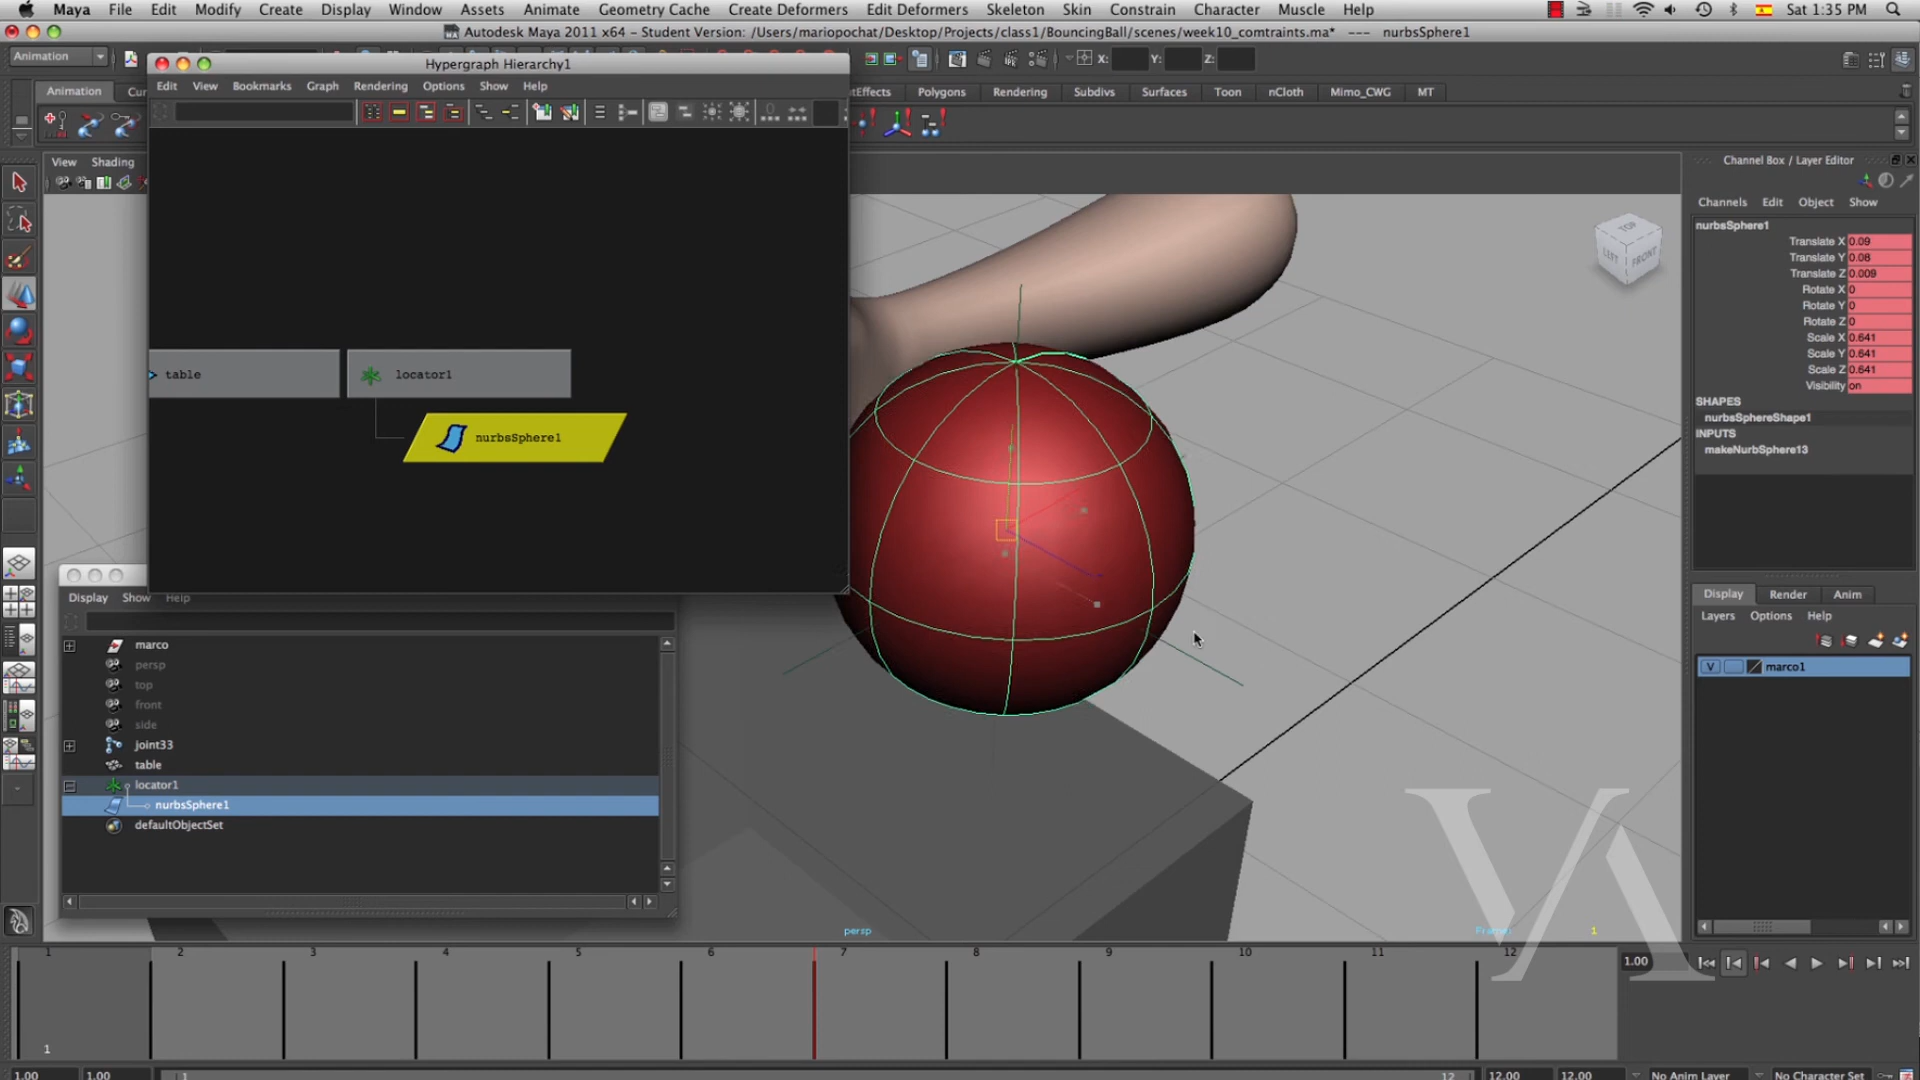 Maya File Edit Modify Create Display Window Assets Animate Geometry Cache Create Deformers Edit Deformers Skeleton Skin Constrain Character Muscle Help Sat 1:35 PM
Autodesk Maya 2011 x64 - Student Version: /Users/mariopochat/Desktop/Projects/class1/BouncingBall/scenes/week10_comtraints.ma* --- nurbsSphere1
Animation X: Y: Z:
Hypergraph Hierarchy1
Edit View Bookmarks Graph Rendering Options Show Help
Animation Polygons Rendering Subdivs Surfaces Toon nCloth Mimo_CWG MT
View Shading
Channel Box / Layer Editor
Channels Edit Object Show
nurbsSphere1
Translate X 0.09
Translate Y 0.08
Translate Z 0.009
Rotate X 0
Rotate Y 0
Rotate Z 0
Scale X 0.641
Scale Y 0.641
Scale Z 0.641
Visibility on
SHAPES
nurbsSphereShape1
INPUTS
makeNurbSphere13
TOP
LEFT FRONT
table locator1
nurbsSphere1
Display Show Help
marco
persp
top
front
side
joint33
table
locator1
nurbsSphere1
defaultObjectSet
Display Render Anim
Layers Options Help
V marco1
persp
1
VA
1 2 3 4 5 6 7 8 9 10 11 12
1.00
1
1.00 1.00 1 12 12.00 12.00 No Anim Layer No Character Set